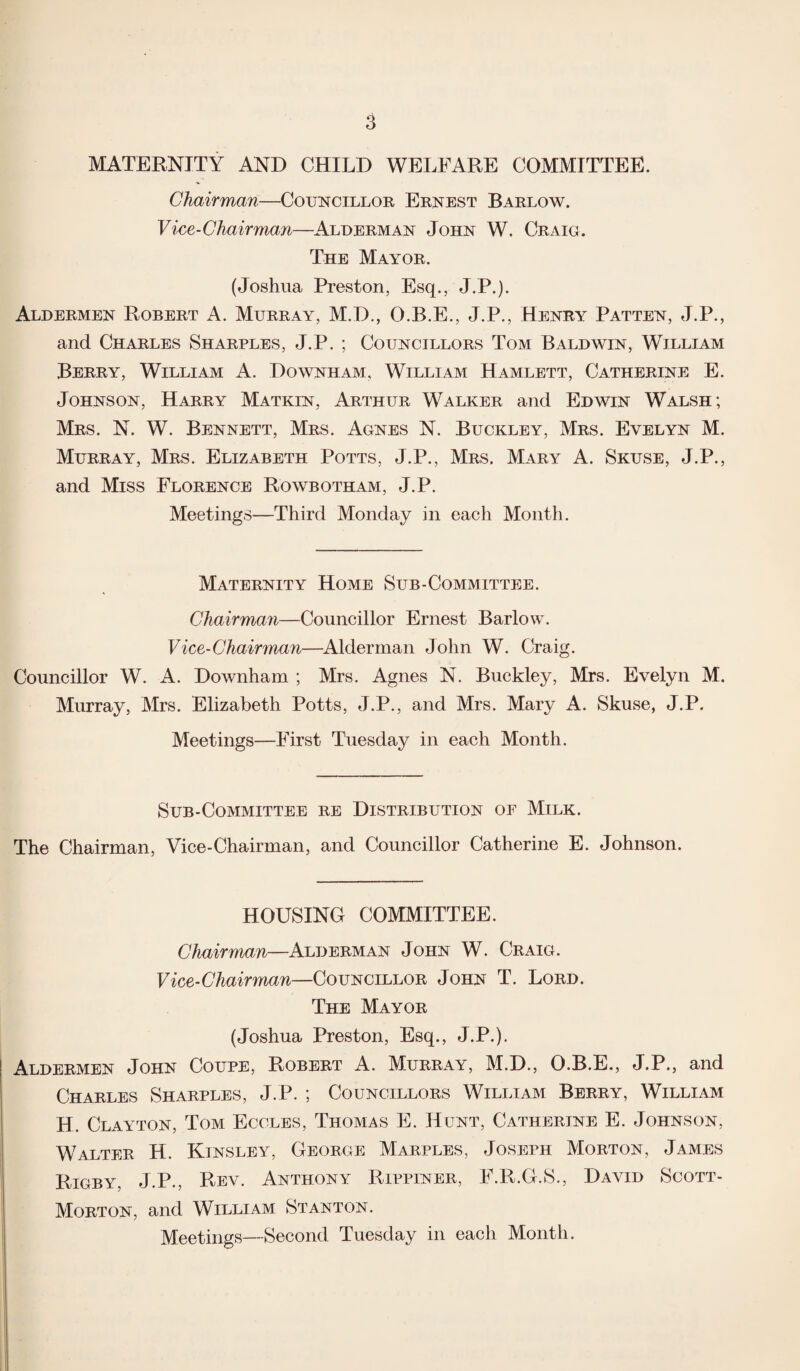 3
MATERNITY AND CHILD WELFARE COMMITTEE.
Chairman—Councillor Ernest Barlow.
Vice-Chairman—Alderman John W. Craig.
The Mayor.
(Joshua Preston, Esq., J.P.).
Aldermen Robert A. Murray, M.D., O.B.E., J.P., Henry Patten, J.P.,
and Charles Sharples, J.P. ; Councillors Tom Baldwin, William
Berry, William A. Downham, William Hamlett, Catherine E.
Johnson, Harry Matkin, Arthur Walker and Edwin Walsh;
Mrs. N. W. Bennett, Mrs. Agnes N. Buckley, Mrs. Evelyn M.
Murray, Mrs. Elizabeth Potts, J.P., Mrs. Mary A. Skuse, J.P.,
and Miss Florence Rowbotham, J.P.
Meetings—Third Monday in each Month.
Maternity Home Sub-Committee.
Chairman—Councillor Ernest Barlow.
Vice-Chairman—Alderman John W. Craig.
Councillor W. A. Downham ; Mrs. Agnes N. Buckley, Mrs. Evelyn M.
Murray, Mrs. Elizabeth Potts, J.P., and Mrs. Mary A. Skuse, J.P.
Meetings—First Tuesday in each Month.
Sub-Committee re Distribution of Milk.
The Chairman, Vice-Chairman, and Councillor Catherine E. Johnson.
HOUSING COMMITTEE.
Chairman—Alderman John W. Craig.
Vice-Chairman—Councillor John T. Lord.
The Mayor
(Joshua Preston, Esq., J.P.).
Aldermen John Coupe, Robert A. Murray, M.D., O.B.E., J.P., and
Charles Sharples, J.P. ; Councillors William Berry, William
H. Clayton, Tom Eccles, Thomas E. Hunt, Catherine E. Johnson,
Walter H. Kinsley, George Marples, Joseph Morton, James
Rigby, J.P., Rev. Anthony Rippiner, F.R.G.S., David Scott-
Morton, and William Stanton.
Meetings—Second Tuesday in each Month.